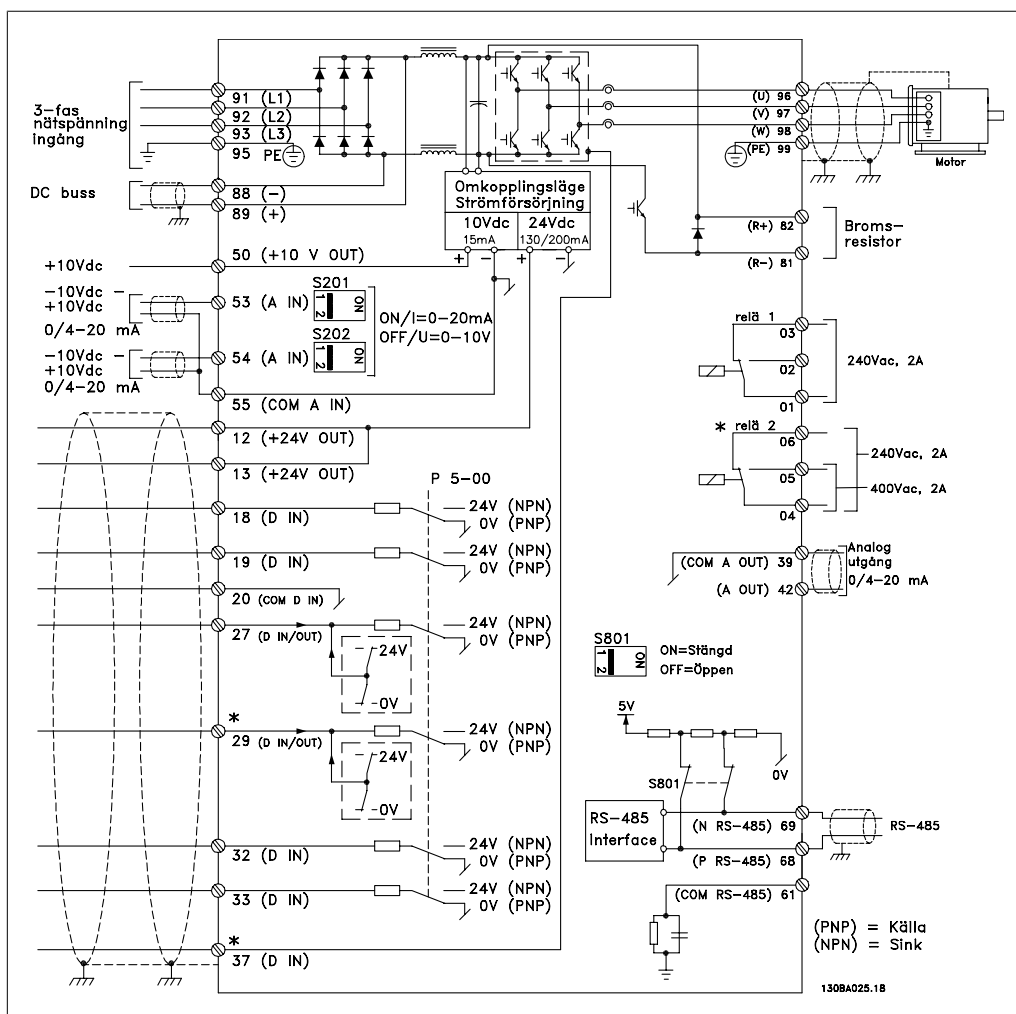 3-fas
nätspänning
ingång
91 (L1)
92 (L2)
93 (L3)
95 PE
DC buss
88 (-)
89 (+)
Omkopplingsläge
Strömförsörjning
10Vdc
15mA
24Vdc
130/200mA
+ - + -
(U) 96
(V) 97
(W) 98
(PE) 99
Motor
(R+) 82
(R-) 81
Broms-
resistor
+10Vdc
50 (+10 V OUT)
-10Vdc -
+10Vdc
0/4-20 mA
53 (A IN)
S201
1 2
ON
-10Vdc -
+10Vdc
0/4-20 mA
54 (A IN)
S202
1 2
ON
ON/I=0-20mA
OFF/U=0-10V
55 (COM A IN)
12 (+24V OUT)
13 (+24V OUT)
P 5-00
18 (D IN)
24V (NPN)
0V (PNP)
19 (D IN)
24V (NPN)
0V (PNP)
20 (COM D IN)
27 (D IN/OUT)
24V (NPN)
0V (PNP)
24V
0V
*
29 (D IN/OUT)
24V (NPN)
0V (PNP)
24V
0V
32 (D IN)
24V (NPN)
0V (PNP)
33 (D IN)
24V (NPN)
0V (PNP)
*
37 (D IN)
relä 1
03
02
01
240Vac, 2A
* relä 2
06
05
04
240Vac, 2A
400Vac, 2A
(COM A OUT) 39
(A OUT) 42
Analog
utgång
0/4-20 mA
S801
1 2
ON
ON=Stängd
OFF=Öppen
5V
S801
0V
RS-485
Interface
(N RS-485) 69
(P RS-485) 68
(COM RS-485) 61
RS-485
(PNP) = Källa
(NPN) = Sink
130BA025.18